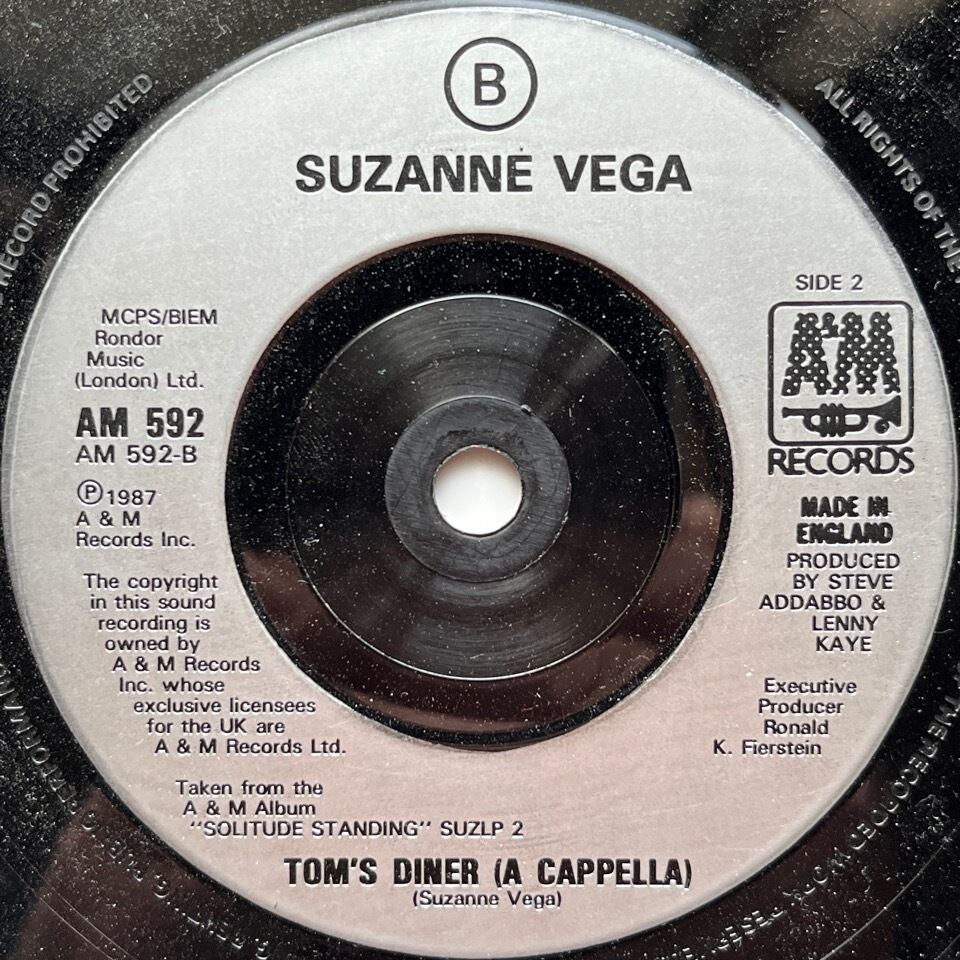 B
SUZANNE VEGA
MCPS/BIEM
Rondor
Music
(London) Ltd.
AM 592
AM 592-B
℗1987
A & M
Records Inc.
The copyright
in this sound
recording is
owned by
A & M Records
Inc. whose
exclusive licensees
for the UK are
A & M Records Ltd.
Taken from the
A & M Album
"SOLITUDE STANDING" SUZLP 2
SIDE 2
A&M
RECORDS
MADE IN
ENGLAND
PRODUCED
BY STEVE
ADDABBO &
LENNY
KAYE
Executive
Producer
Ronald
K. Fierstein
TOM'S DINER (A CAPPELLA)
(Suzanne Vega)
RECORD PROHIBITED.
ALL RIGHTS OF THE